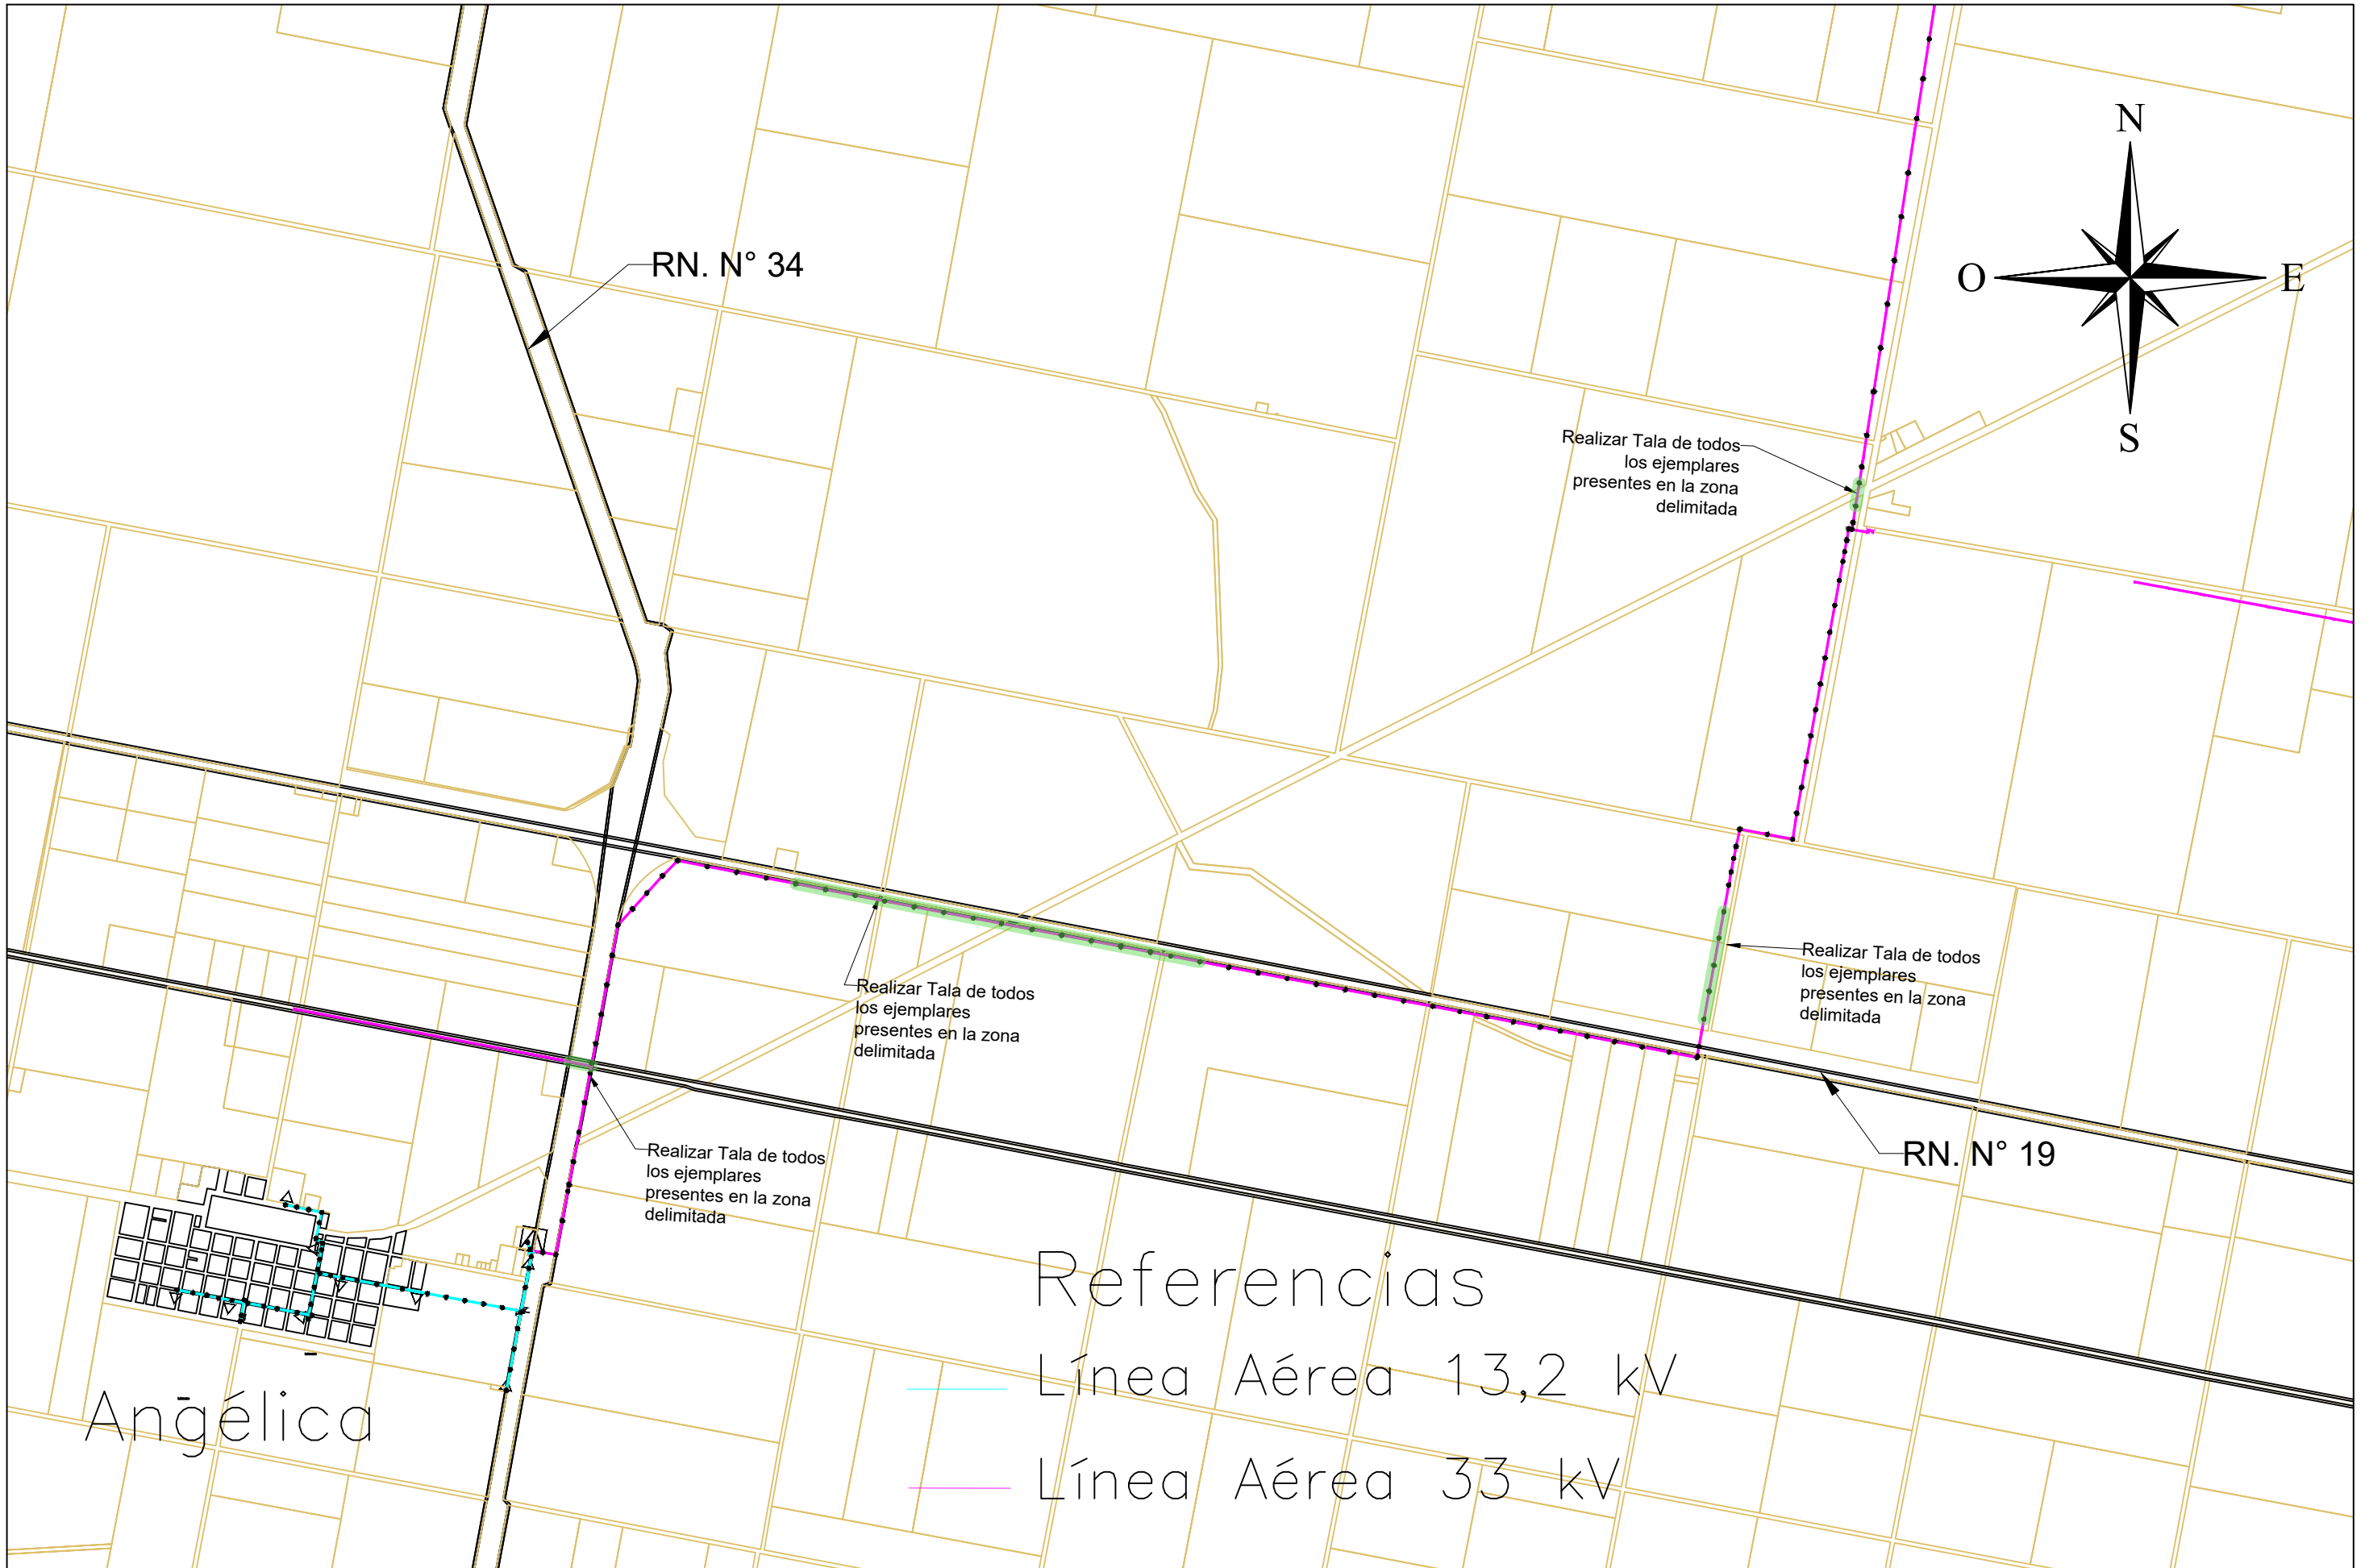 N
RN. N° 34
O
E
S
Realizar Tala de todos
los ejemplares
presentes en la zona
delimitada
Realizar Tala de todos
los ejemplares
presentes en la zona
delimitada
Realizar Tala de todos
los ejemplares
presentes en la zona
delimitada
Realizar Tala de todos
los ejemplares
presentes en la zona
delimitada
RN. N° 19
Referencias
Línea Aérea 13,2 kV
Angélica
Línea Aérea 33 kV